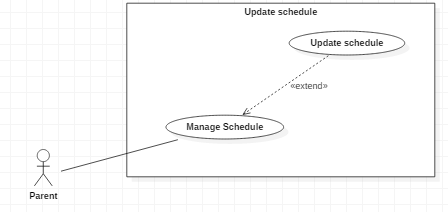 Update schedule
Update schedule
«extend»
Manage Schedule
Parent